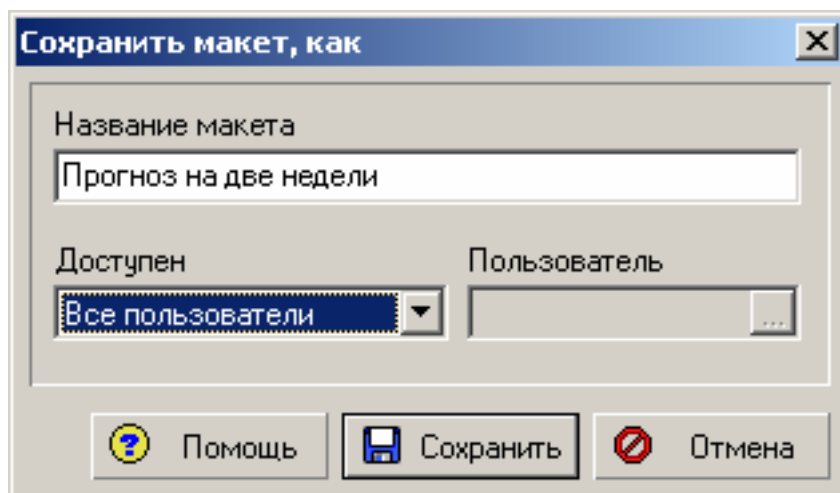 Сохранить макет, как
Название макета
Прогноз на две недели
Доступен Пользователь
Все пользователи ...
Помощь Сохранить Отмена